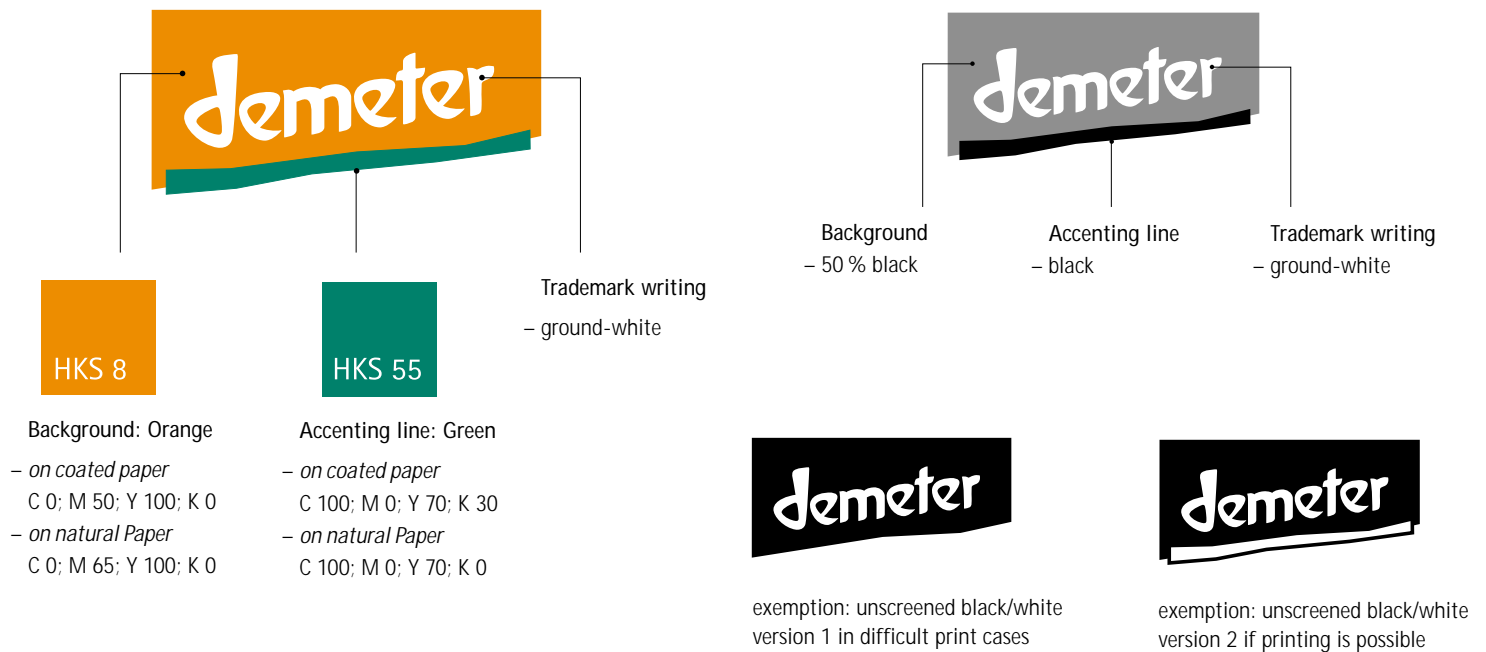 demeter
HKS 8
Background: Orange
– on coated paper
C 0; M 50; Y 100; K 0
– on natural Paper
C 0; M 65; Y 100; K 0
HKS 55
Accenting line: Green
– on coated paper
C 100; M 0; Y 70; K 30
– on natural Paper
C 100; M 0; Y 70; K 0
Trademark writing
– ground-white
demeter
Background
– 50 % black
Accenting line
– black
Trademark writing
– ground-white
demeter
exemption: unscreened black/white
version 1 in difficult print cases
demeter
exemption: unscreened black/white
version 2 if printing is possible